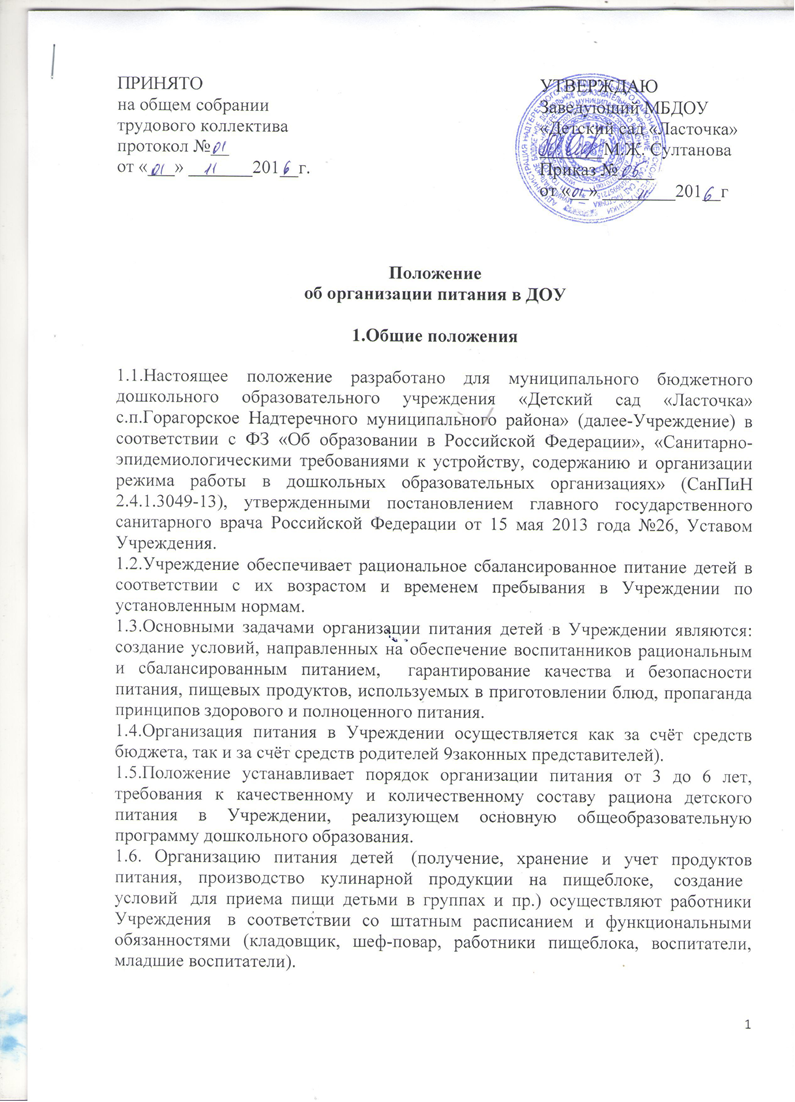 ПРИНЯТО
на общем собрании
трудового коллектива
протокол №01
от «01» 11 2016г.
УТВЕРЖДАЮ
Заведующий МБДОУ
«Детский сад «Ласточка»
М.Ж. Султанова
Приказ № 06
от «01» 11 2016г
Положение
об организации питания в ДОУ
1.Общие положения
1.1.Настоящее положение разработано для муниципального бюджетного
дошкольного образовательного учреждения «Детский сад «Ласточка»
с.п.Горагорское Надтеречного муниципального района» (далее-Учреждение) в
соответствии с ФЗ «Об образовании в Российской Федерации», «Санитарно-
эпидемиологическими требованиями к устройству, содержанию и организации
режима работы в дошкольных образовательных организациях» (СанПиН
2.4.1.3049-13), утвержденными постановлением главного государственного
санитарного врача Российской Федерации от 15 мая 2013 года №26, Уставом
Учреждения.
1.2.Учреждение обеспечивает рациональное сбалансированное питание детей в
соответствии с их возрастом и временем пребывания в Учреждении по
установленным нормам.
1.3.Основными задачами организации питания детей в Учреждении являются:
создание условий, направленных на обеспечение воспитанников рациональным
и сбалансированным питанием, гарантирование качества и безопасности
питания, пищевых продуктов, используемых в приготовлении блюд, пропаганда
принципов здорового и полноценного питания.
1.4.Организация питания в Учреждении осуществляется как за счёт средств
бюджета, так и за счёт средств родителей 9законных представителей).
1.5.Положение устанавливает порядок организации питания от 3 до 6 лет,
требования к качественному и количественному составу рациона детского
питания в Учреждении, реализующем основную общеобразовательную
программу дошкольного образования.
1.6. Организацию питания детей (получение, хранение и учет продуктов
питания, производство кулинарной продукции на пищеблоке, создание
условий для приема пищи детьми в группах и пр.) осуществляют работники
Учреждения в соответствии со штатным расписанием и функциональными
обязанностями (кладовщик, шеф-повар, работники пищеблока, воспитатели,
младшие воспитатели).
1